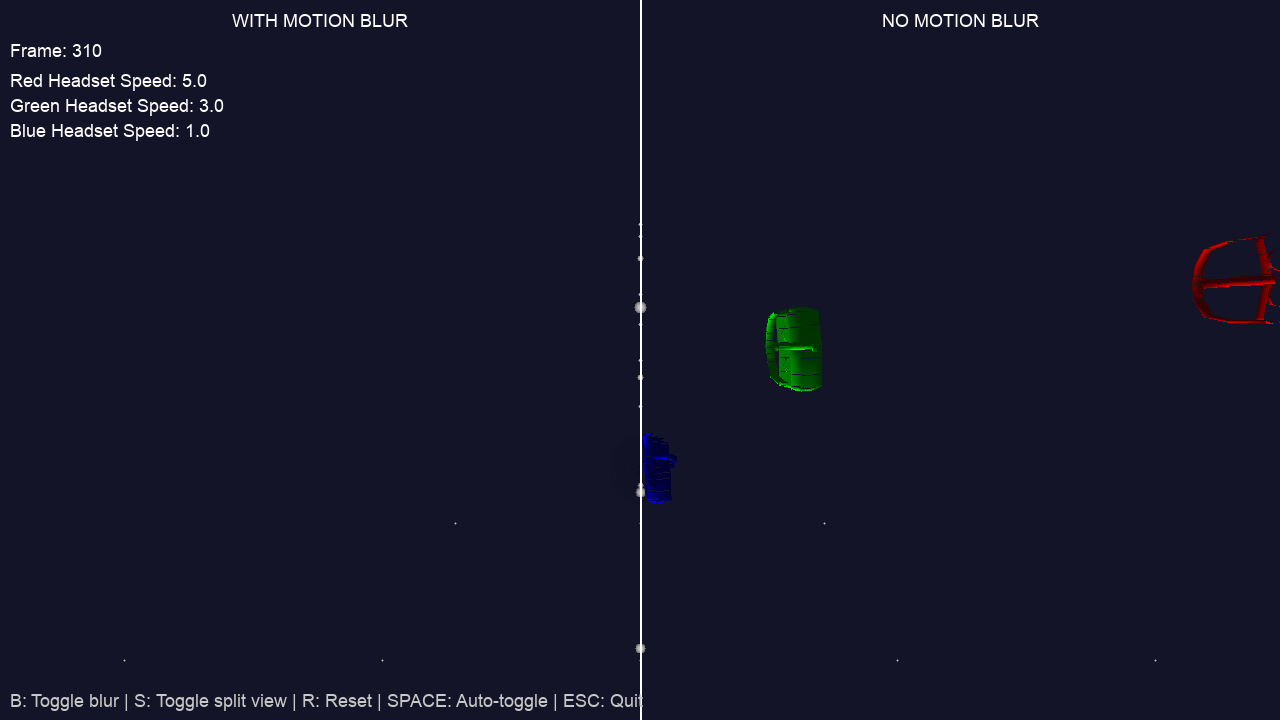 WITH MOTION BLUR
NO MOTION BLUR
Frame: 310
Red Headset Speed: 5.0
Green Headset Speed: 3.0
Blue Headset Speed: 1.0
B: Toggle blur | S: Toggle split view | R: Reset | SPACE: Auto-toggle | ESC: Quit